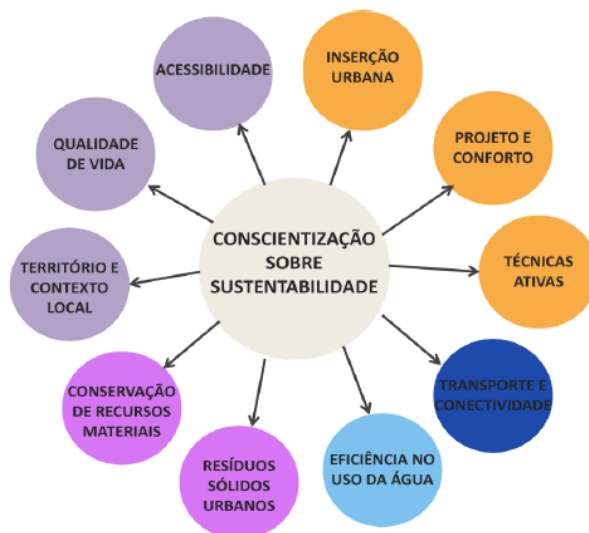 ACESSIBILIDADE
INSERÇÃO
URBANA
QUALIDADE
DE VIDA
PROJETO E
CONFORTO
CONSCIENTIZAÇÃO
SOBRE
SUSTENTABILIDADE
TERRITÓRIO E
CONTEXTO
LOCAL
TÉCNICAS
ATIVAS
CONSERVAÇÃO
DE RECURSOS
MATERIAIS
TRANSPORTE E
CONECTIVIDADE
RESÍDUOS
SÓLIDOS
URBANOS
EFICIÊNCIA NO
USO DA ÁGUA